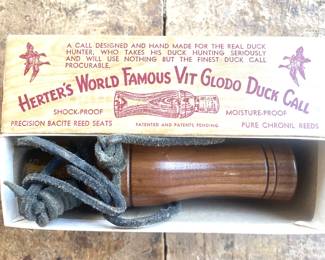 A CALL DESIGNED AND HAND MADE FOR THE REAL DUCK
HUNTER, WHO TAKES HIS DUCK HUNTING SERIOUSLY
AND WILL USE NOTHING BUT THE FINEST DUCK CALL
PROCURABLE.
HERTER'S WORLD FAMOUS VIT GLODO DUCK CALL
SHOCK-PROOF MOISTURE-PROOF
PRECISION BACITE REED SEATS PATENTED AND PATENTS PENDING PURE CHRONIL REEDS